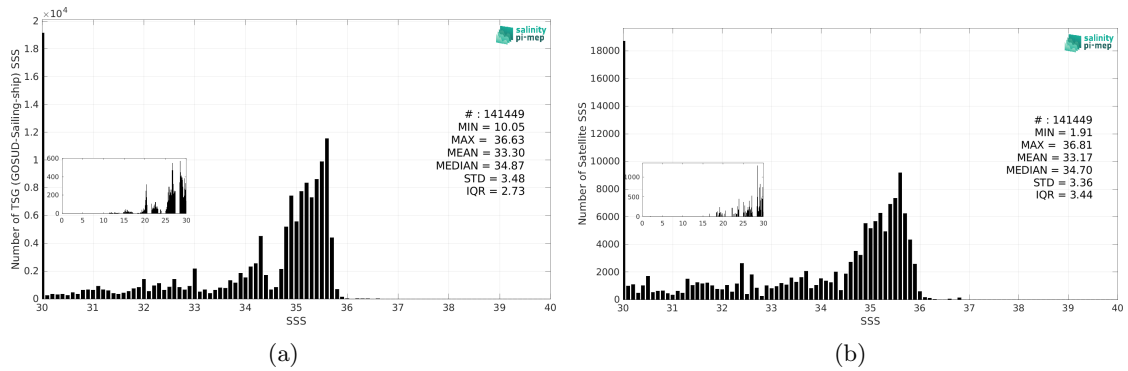 ×10⁴
2
1.8
1.6
1.4
1.2
1
0.8
0.6
0.4
0.2
0
Number of TSG (GOSUD-Sailing-ship) SSS
salinity
pi-mep
# : 141449
MIN = 10.05
MAX = 36.63
MEAN = 33.30
MEDIAN = 34.87
STD = 3.48
IQR = 2.73
600
400
200
0
0 5 10 15 20 25 30
30 31 32 33 34 35 36 37 38 39 40
SSS
(a)
18000
16000
14000
12000
10000
8000
6000
4000
2000
0
Number of Satellite SSS
salinity
pi-mep
# : 141449
MIN = 1.91
MAX = 36.81
MEAN = 33.17
MEDIAN = 34.70
STD = 3.36
IQR = 3.44
1000
500
0
0 5 10 15 20 25 30
30 31 32 33 34 35 36 37 38 39 40
SSS
(b)